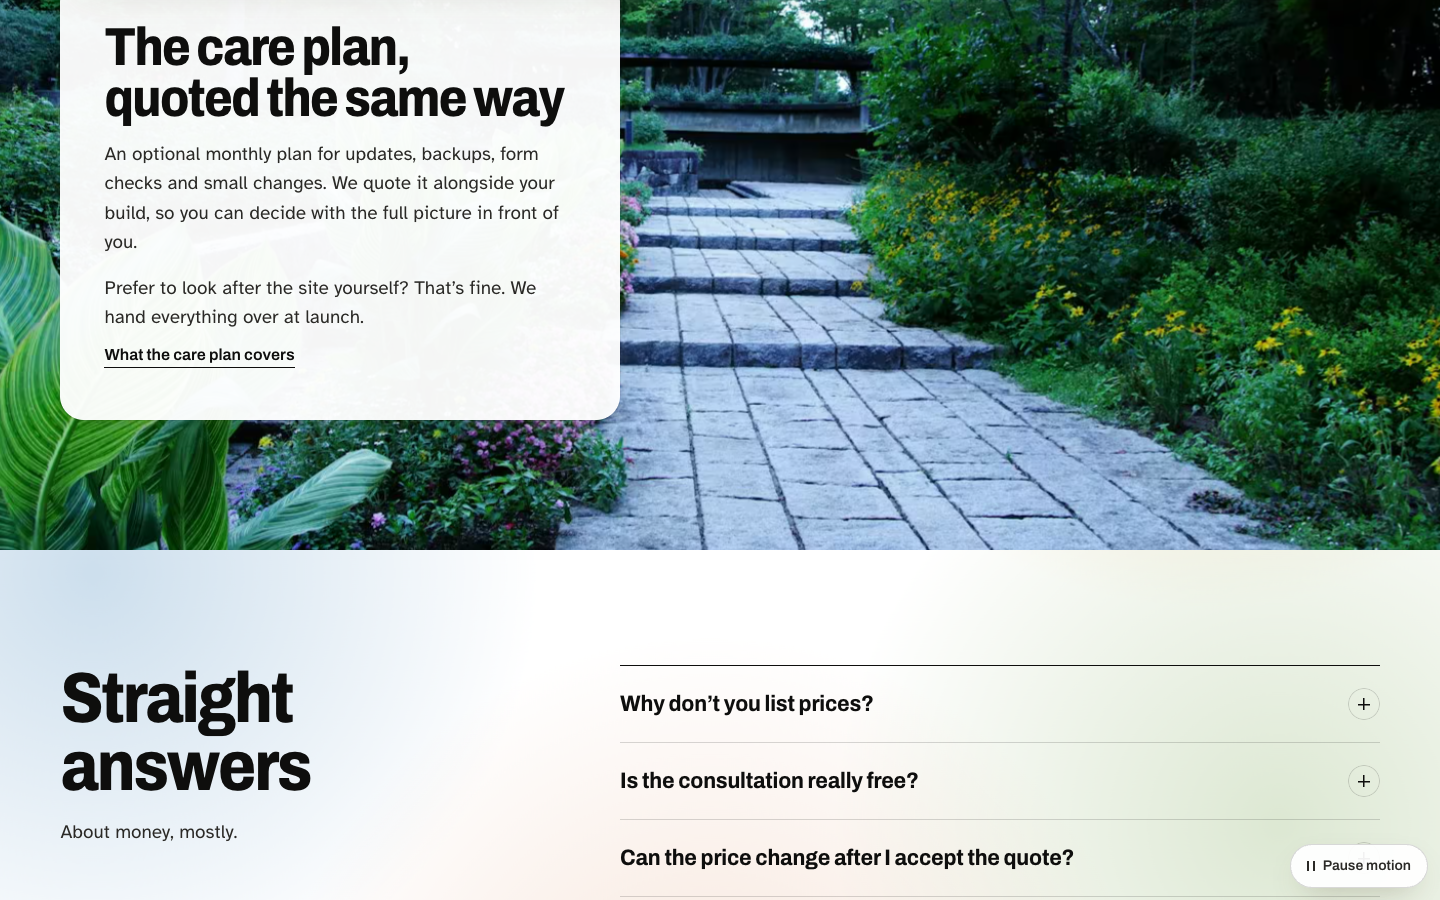 The care plan,
quoted the same way
An optional monthly plan for updates, backups, form
checks and small changes. We quote it alongside your
build, so you can decide with the full picture in front of
you.
Prefer to look after the site yourself? That’s fine. We
hand everything over at launch.
What the care plan covers
Straight
answers
About money, mostly.
Why don’t you list prices?
Is the consultation really free?
Can the price change after I accept the quote?
Pause motion